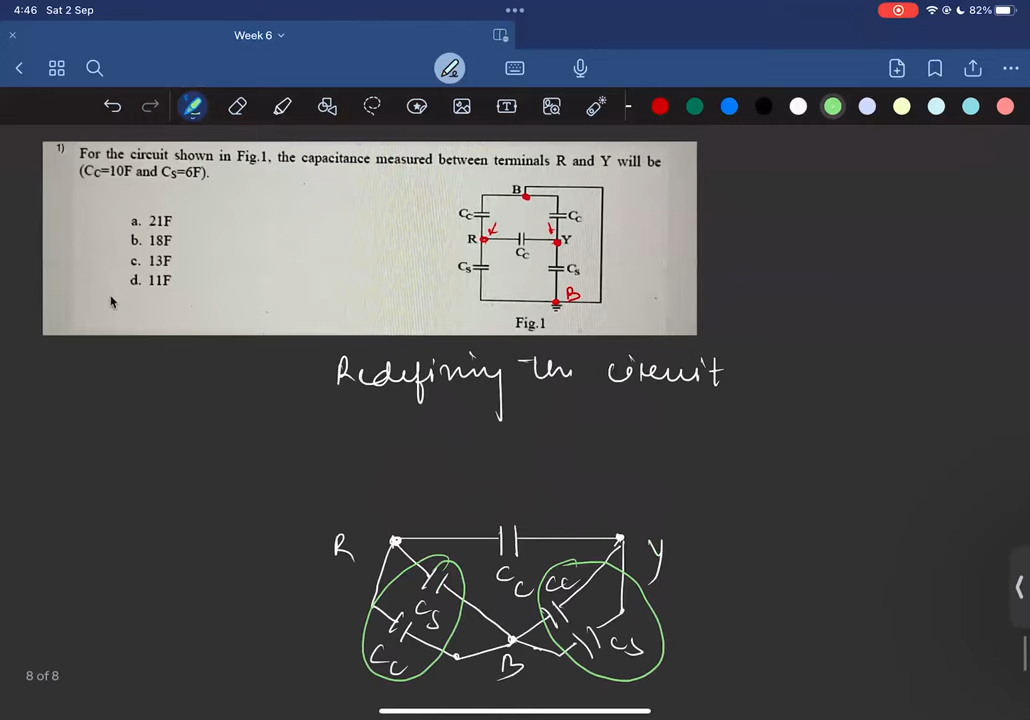 4:46 Sat 2 Sep
82%
Week 6
1) For the circuit shown in Fig.1, the capacitance measured between terminals R and Y will be
(Cc=10F and Cs=6F).
a. 21F
b. 18F
c. 13F
d. 11F
B
Cc Cc
R Y
Cc
Cs Cs
B
Fig.1
Redefining the circuit
R Y
Cc Cc
Cs Cs
Cc B
8 of 8